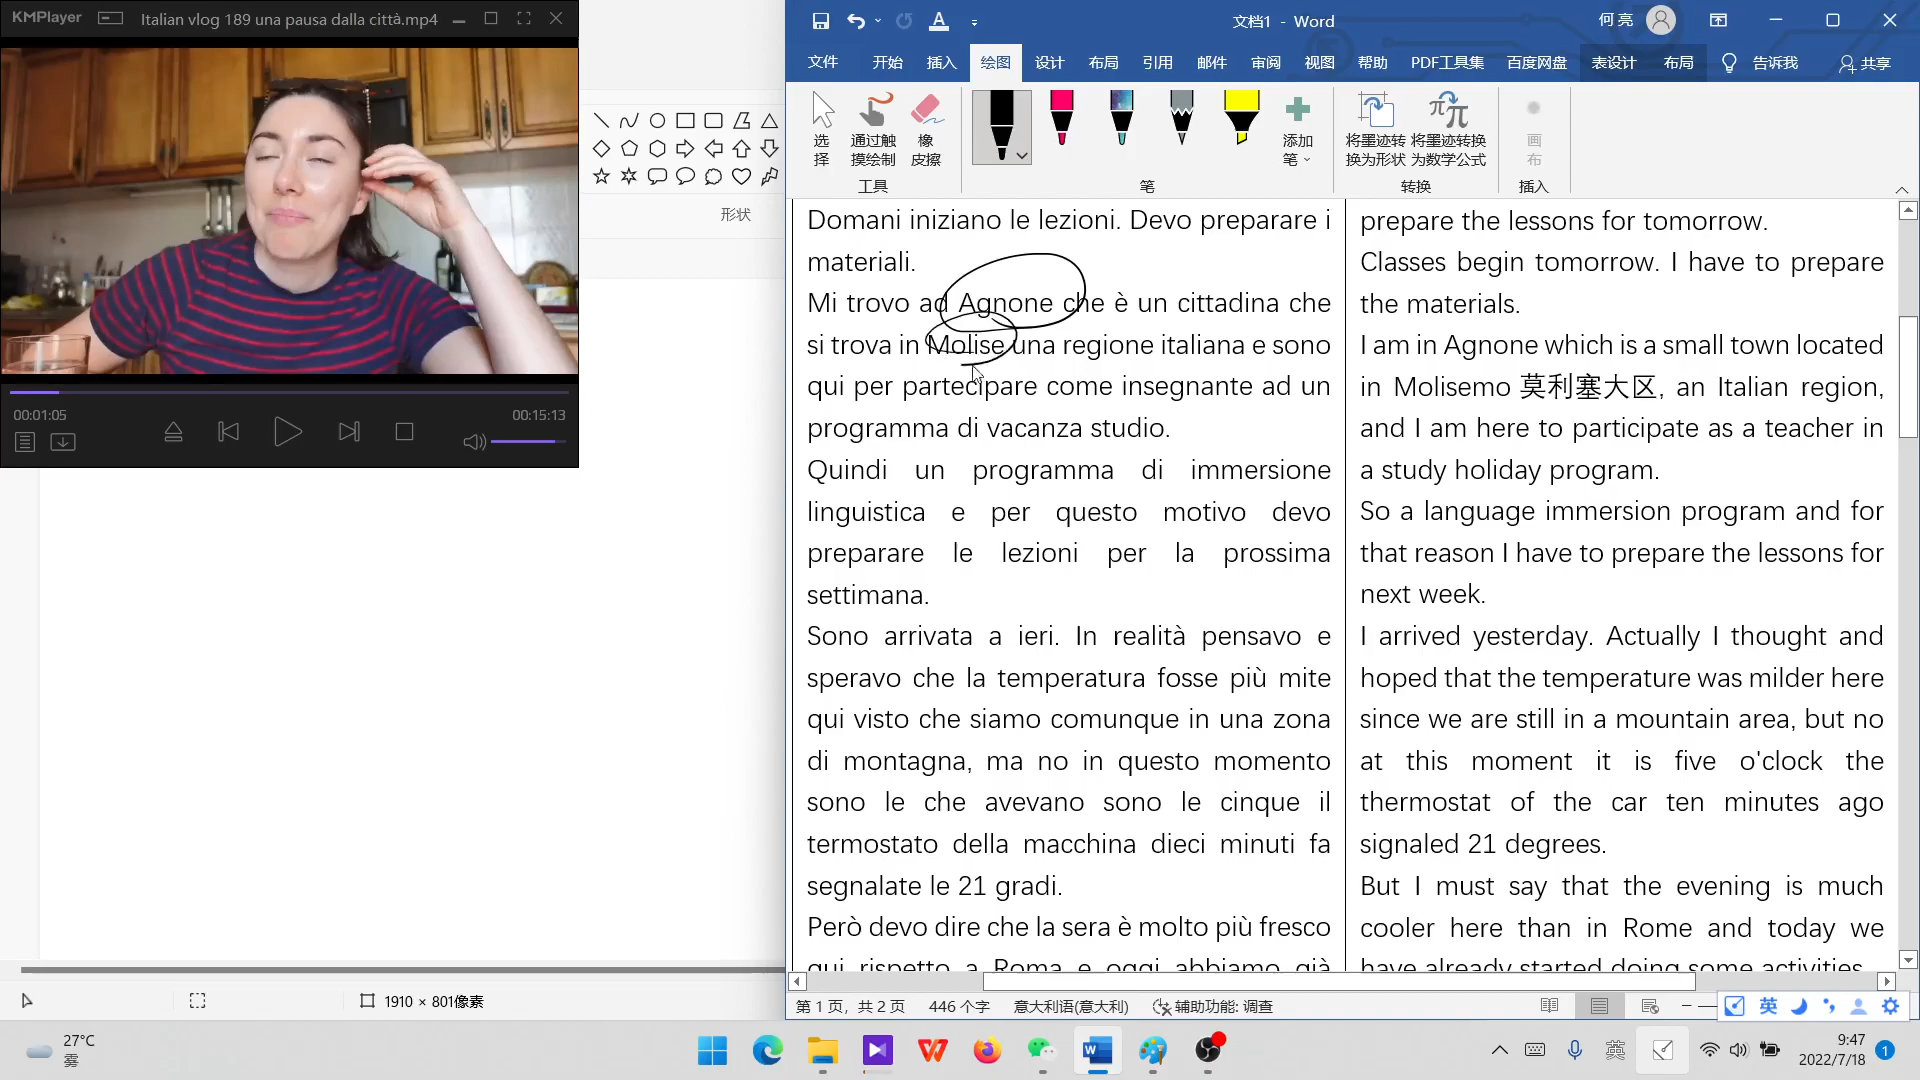 KMPlayer
Italian vlog 189 una pausa dalla città.mp4
00:01:05
00:15:13
形状
1910 × 801像素
文档1 - Word
何亮
文件 开始 插入 绘图 设计 布局 引用 邮件 审阅 视图 帮助 PDF工具集 百度网盘 表设计 布局 告诉我 共享
选择
通过触摸绘制
橡皮擦
添加笔
将墨迹转换为形状
将墨迹转换为数学公式
画布
工具 笔 转换 插入
Domani iniziano le lezioni. Devo preparare i
materiali.
Mi trovo ad Agnone che è un cittadina che
si trova in Molise una regione italiana e sono
qui per partecipare come insegnante ad un
programma di vacanza studio.
Quindi un programma di immersione
linguistica e per questo motivo devo
preparare le lezioni per la prossima
settimana.
Sono arrivata a ieri. In realità pensavo e
speravo che la temperatura fosse più mite
qui visto che siamo comunque in una zona
di montagna, ma no in questo momento
sono le che avevano sono le cinque il
termostato della macchina dieci minuti fa
segnalate le 21 gradi.
Però devo dire che la sera è molto più fresco
qui rispetto a Roma e oggi abbiamo già
prepare the lessons for tomorrow.
Classes begin tomorrow. I have to prepare
the materials.
I am in Agnone which is a small town located
in Molisemo 莫利塞大区, an Italian region,
and I am here to participate as a teacher in
a study holiday program.
So a language immersion program and for
that reason I have to prepare the lessons for
next week.
I arrived yesterday. Actually I thought and
hoped that the temperature was milder here
since we are still in a mountain area, but no
at this moment it is five o'clock the
thermostat of the car ten minutes ago
signaled 21 degrees.
But I must say that the evening is much
cooler here than in Rome and today we
have already started doing some activities
第 1 页，共 2 页 446 个字 意大利语(意大利) 辅助功能: 调查
英
27°C
雾
英
9:47
2022/7/18
1